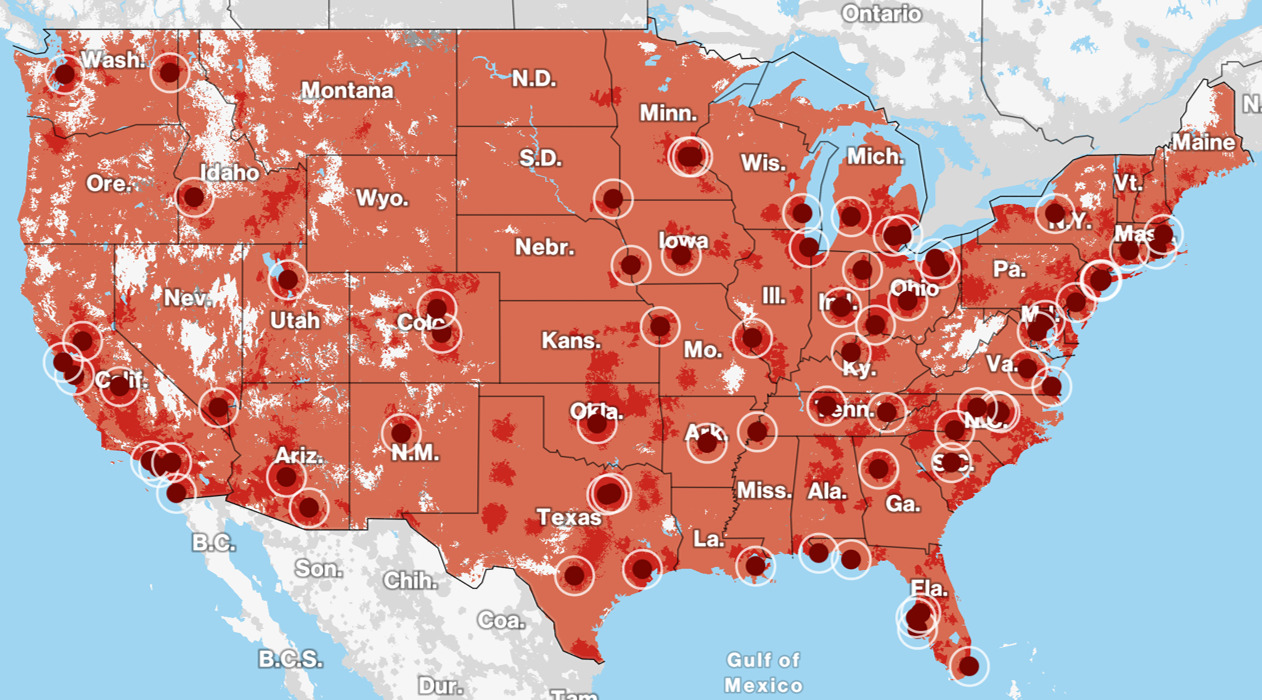 Ontario
Wash.
Montana
N.D.
Minn.
N.
Maine
Ore.
Idaho
S.D.
Wis.
Mich.
Vt.
Wyo.
N.Y.
Mas
Nebr.
Iowa
Pa.
Nev.
Utah
Colo
Ill.
Ind.
Ohio
M
Kans.
Mo.
Ky.
Va.
Calif.
Okla.
Ark.
Tenn.
N.C.
Ariz.
N.M.
S.C.
Texas
Miss.
Ala.
Ga.
La.
B.C.
Son.
Chih.
Fla.
Coa.
B.C.S.
Gulf of
Mexico
Dur.
Tam